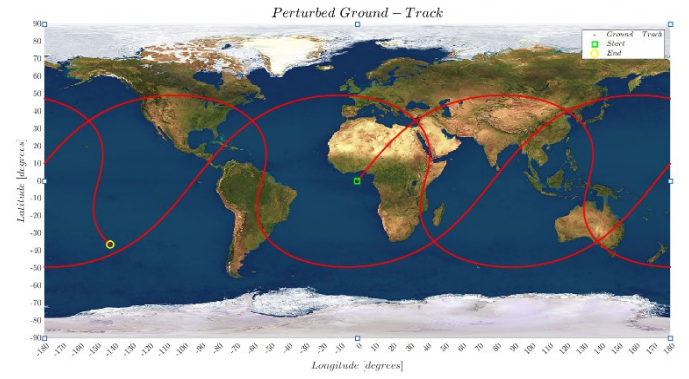 Perturbed Ground − Track
Ground − Track
Start
End
Latitude [degrees]
90
80
70
60
50
40
30
20
10
0
-10
-20
-30
-40
-50
-60
-70
-80
-90
-180 -170 -160 -150 -140 -130 -120 -110 -100 -90 -80 -70 -60 -50 -40 -30 -20 -10 0 10 20 30 40 50 60 70 80 90 100 110 120 130 140 150 160 170 180
Longitude [degrees]